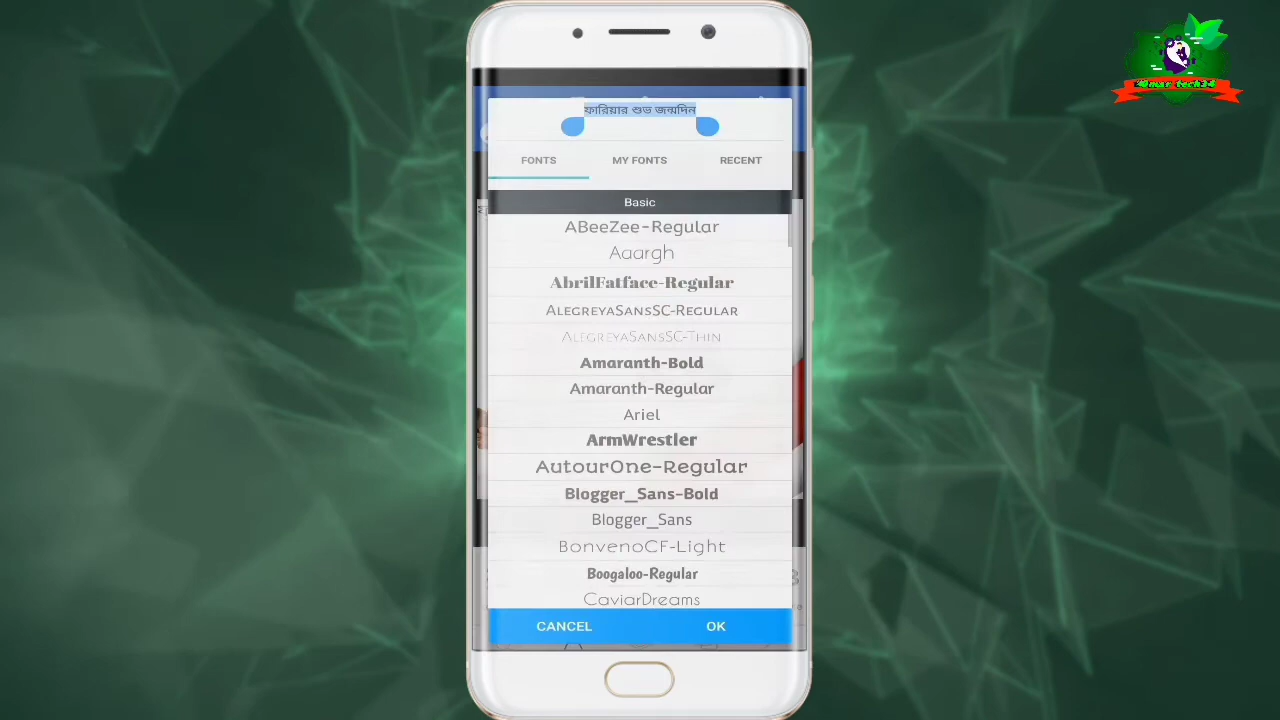 ফারিয়ার শুভ জন্মদিন
FONTS
MY FONTS
RECENT
Basic
ABeeZee-Regular
Aaargh
AbrilFatface-Regular
AlegreyaSansSC-Regular
AlegreyaSansSC-Thin
Amaranth-Bold
Amaranth-Regular
Ariel
ArmWrestler
AutourOne-Regular
Blogger_Sans-Bold
Blogger_Sans
BonvenoCF-Light
Boogaloo-Regular
CaviarDreams
CANCEL
OK